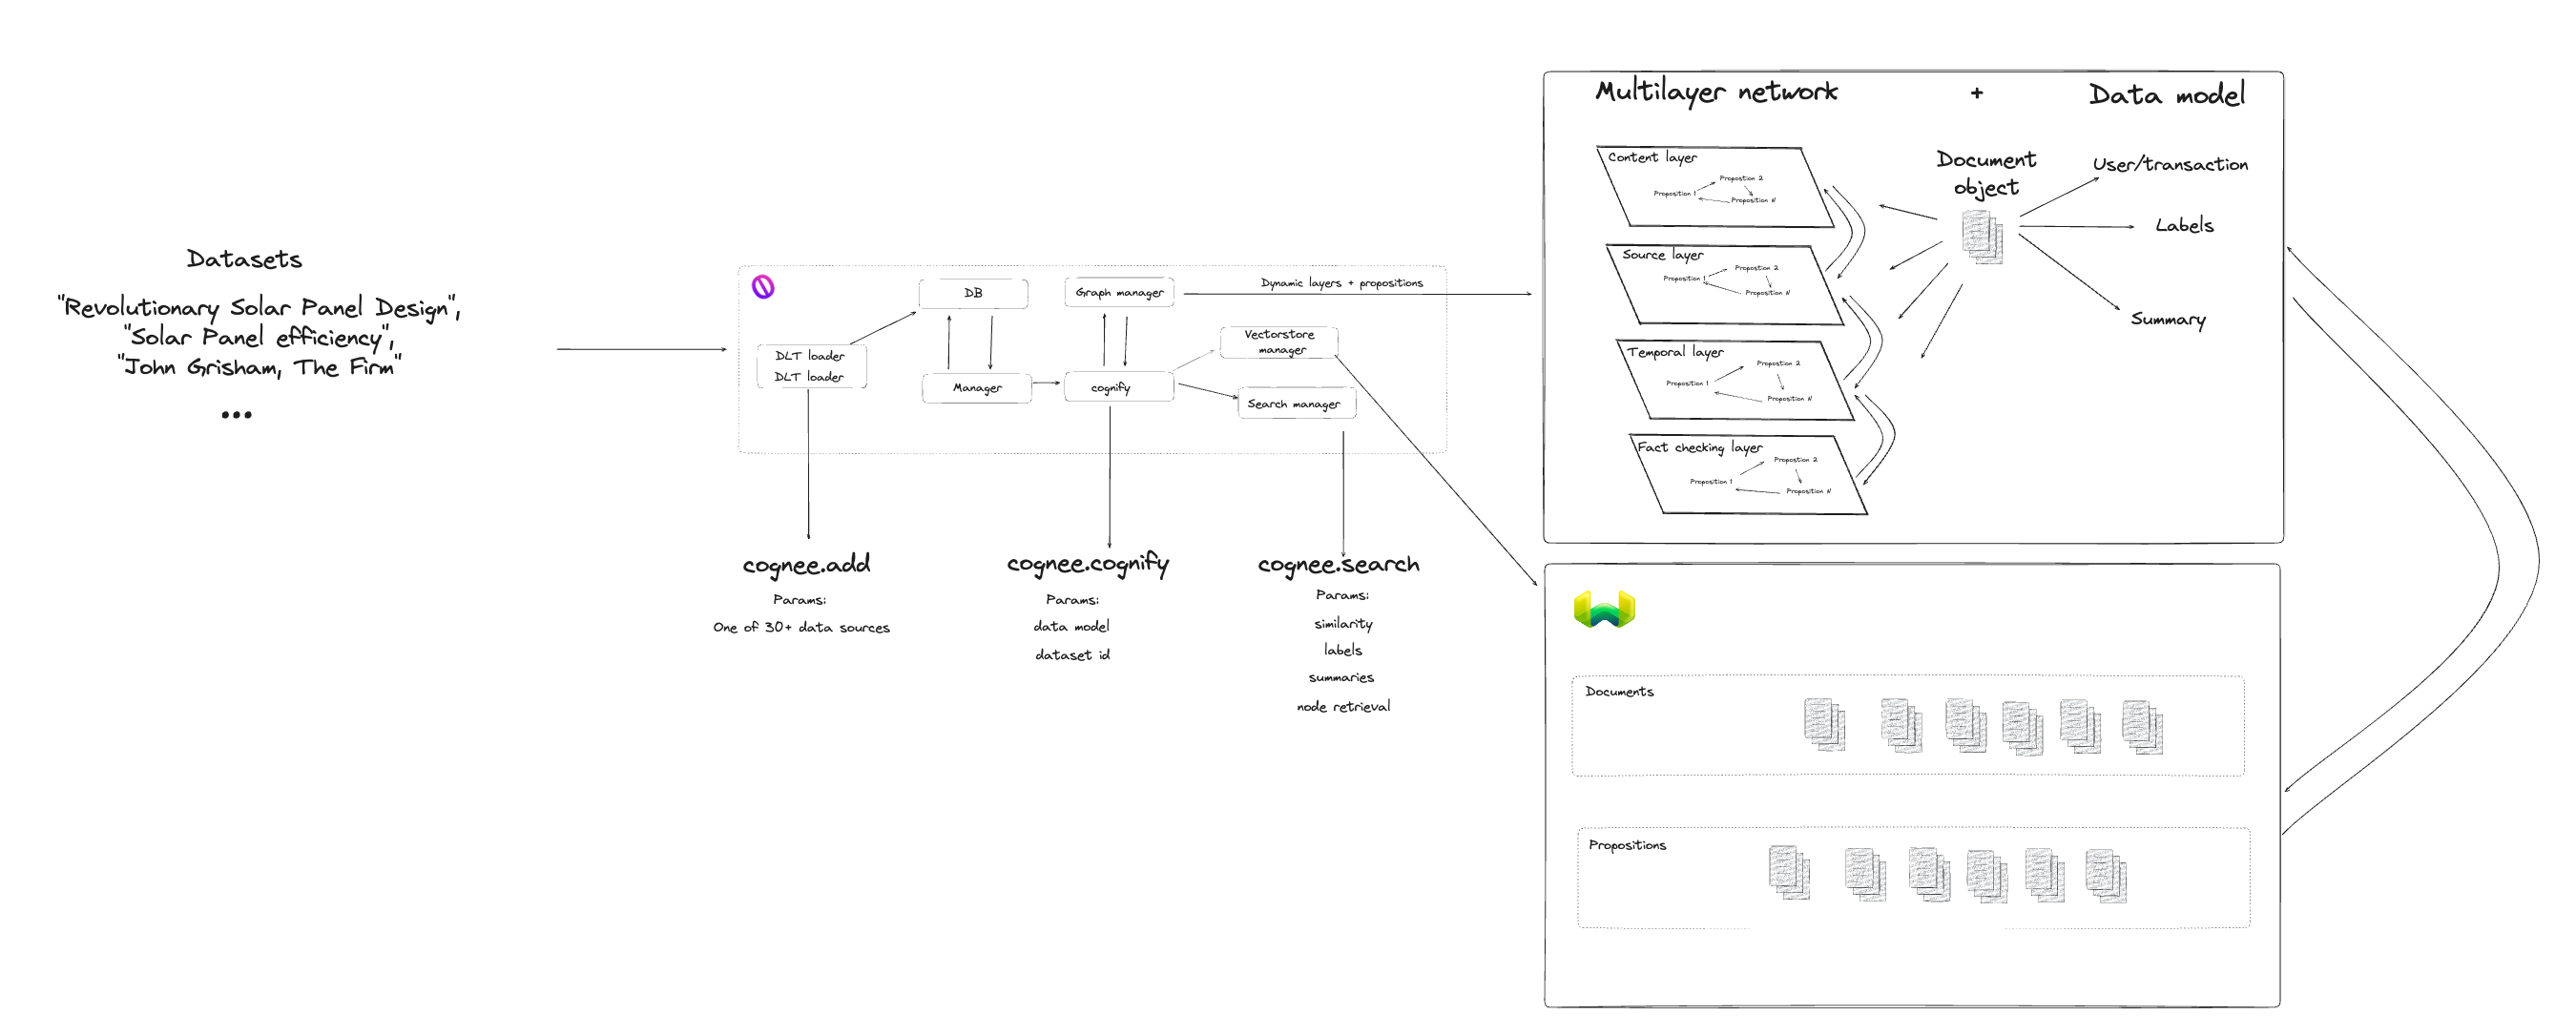 Datasets
"Revolutionary Solar Panel Design",
"Solar Panel efficiency",
"John Grisham, The Firm"
...
DLT loader
DLT loader
DB
Manager
Graph manager
cognify
Vectorstore
manager
Search manager
Dynamic layers + propositions
cognee.add
Params:
One of 30+ data sources
cognee.cognify
Params:
data model
dataset id
cognee.search
Params:
similarity
labels
summaries
node retrieval
Multilayer network + Data model
Content layer
Propostion 2
Proposition 1
Proposition N
Source layer
Propostion 2
Proposition 1
Proposition N
Temporal layer
Propostion 2
Proposition 1
Proposition N
Fact checking layer
Propostion 2
Proposition 1
Proposition N
Document
object
User/transaction
Labels
Summary
Documents
Propositions